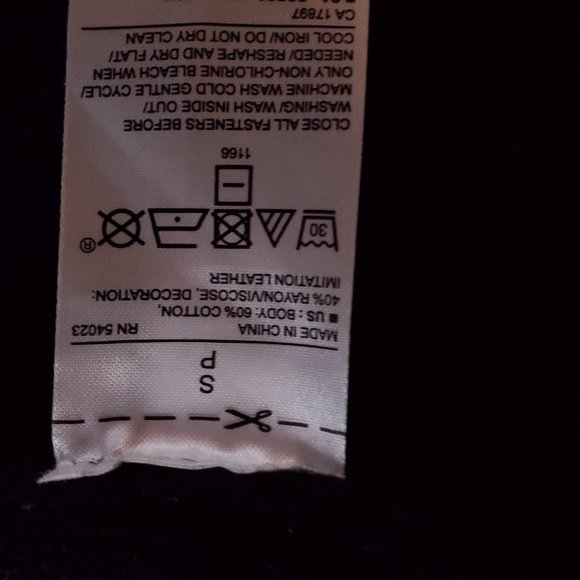 S
P
MADE IN CHINA RN 54023
■ US : BODY: 60% COTTON,
40% RAYON/VISCOSE, DECORATION:
IMITATION LEATHER
30 ®
1166
CLOSE ALL FASTENERS BEFORE
WASHING/ WASH INSIDE OUT/
MACHINE WASH COLD GENTLE CYCLE/
ONLY NON-CHLORINE BLEACH WHEN
NEEDED/ RESHAPE AND DRY FLAT/
COOL IRON/ DO NOT DRY CLEAN
CA 17897